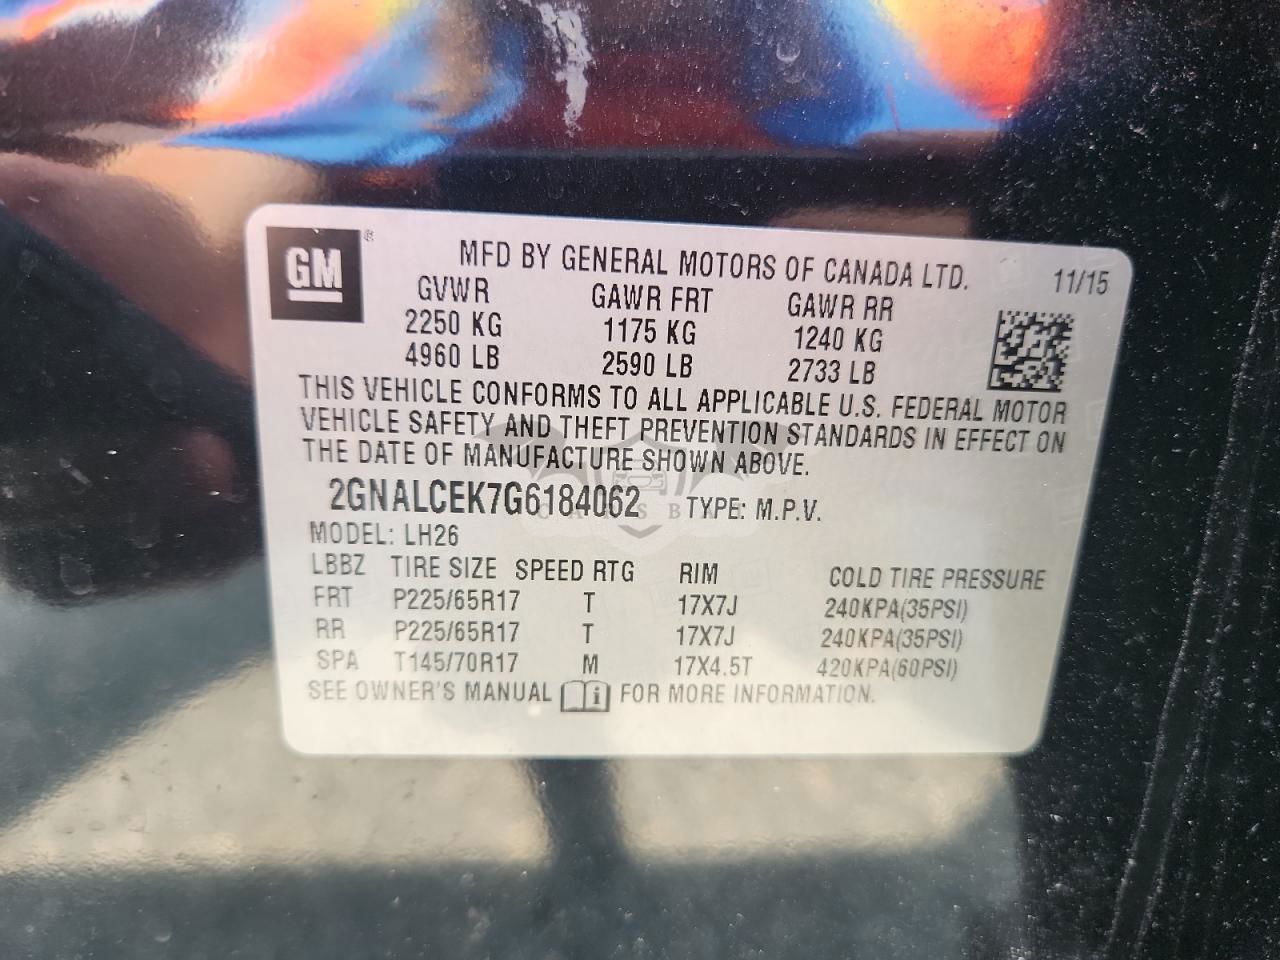 GM ®
MFD BY GENERAL MOTORS OF CANADA LTD. 11/15
GVWR GAWR FRT GAWR RR
2250 KG 1175 KG 1240 KG
4960 LB 2590 LB 2733 LB
THIS VEHICLE CONFORMS TO ALL APPLICABLE U.S. FEDERAL MOTOR
VEHICLE SAFETY AND THEFT PREVENTION STANDARDS IN EFFECT ON
THE DATE OF MANUFACTURE SHOWN ABOVE.
2GNALCEK7G6184062 TYPE: M.P.V.
MODEL: LH26
LBBZ TIRE SIZE SPEED RTG RIM COLD TIRE PRESSURE
FRT P225/65R17 T 17X7J 240KPA(35PSI)
RR P225/65R17 T 17X7J 240KPA(35PSI)
SPA T145/70R17 M 17X4.5T 420KPA(60PSI)
SEE OWNER'S MANUAL i FOR MORE INFORMATION.